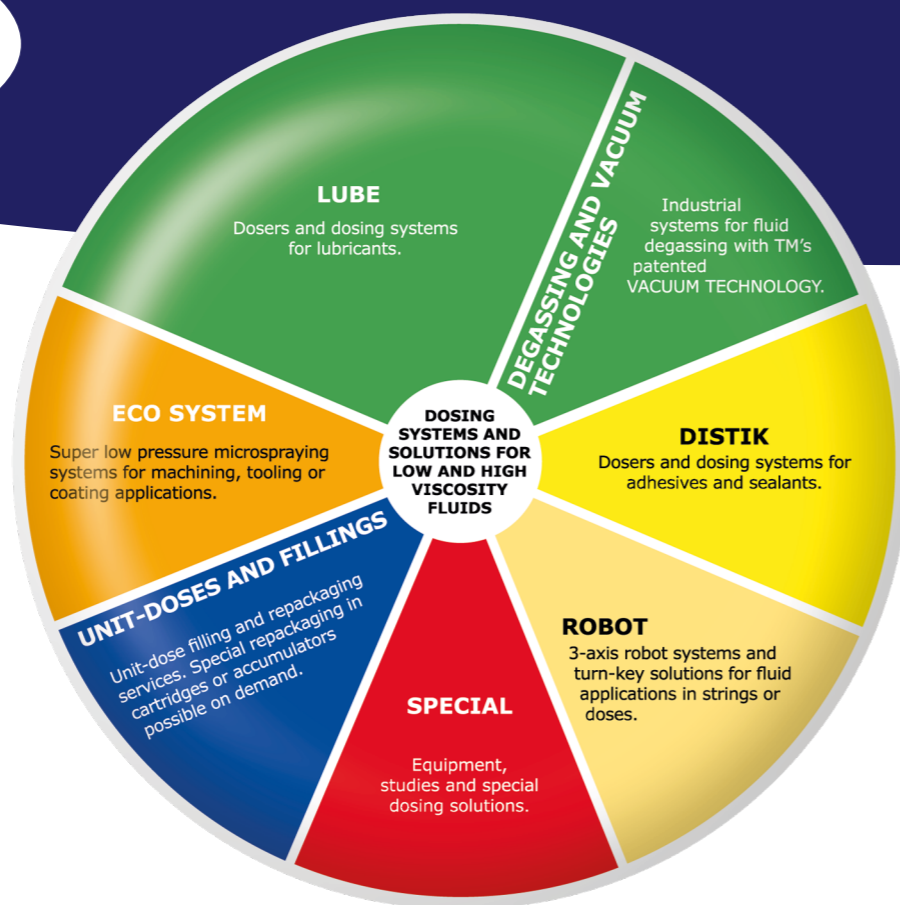 LUBE
Dosers and dosing systems
for lubricants.
DEGASSING AND VACUUM
TECHNOLOGIES
Industrial
systems for fluid
degassing with TM’s
patented
VACUUM TECHNOLOGY.
DISTIK
Dosers and dosing systems for
adhesives and sealants.
ROBOT
3-axis robot systems and
turn-key solutions for fluid
applications in strings or
doses.
SPECIAL
Equipment,
studies and special
dosing solutions.
UNIT-DOSES AND FILLINGS
Unit-dose filling and repackaging
services. Special repackaging in
cartridges or accumulators
possible on demand.
ECO SYSTEM
Super low pressure microspraying
systems for machining, tooling or
coating applications.
DOSING
SYSTEMS AND
SOLUTIONS FOR
LOW AND HIGH
VISCOSITY
FLUIDS